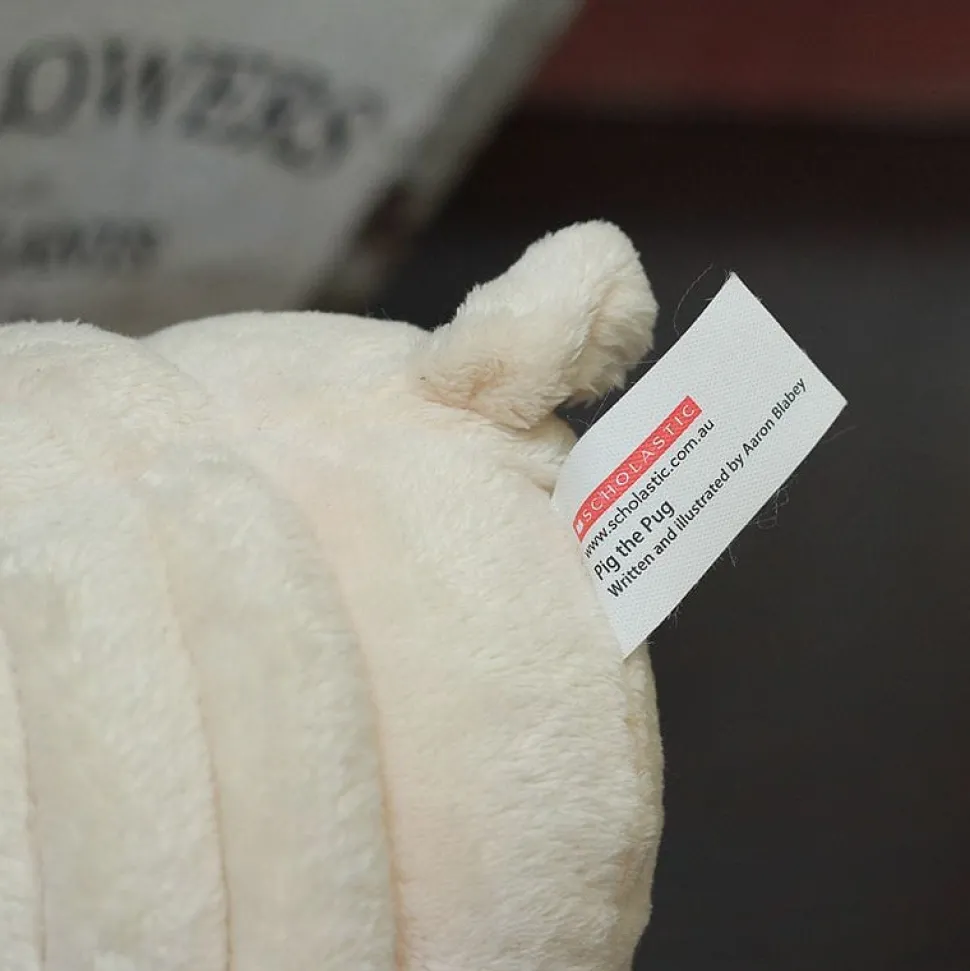 SCHOLASTIC
www.scholastic.com.au
Pig the Pug
Written and illustrated by Aaron Blabey